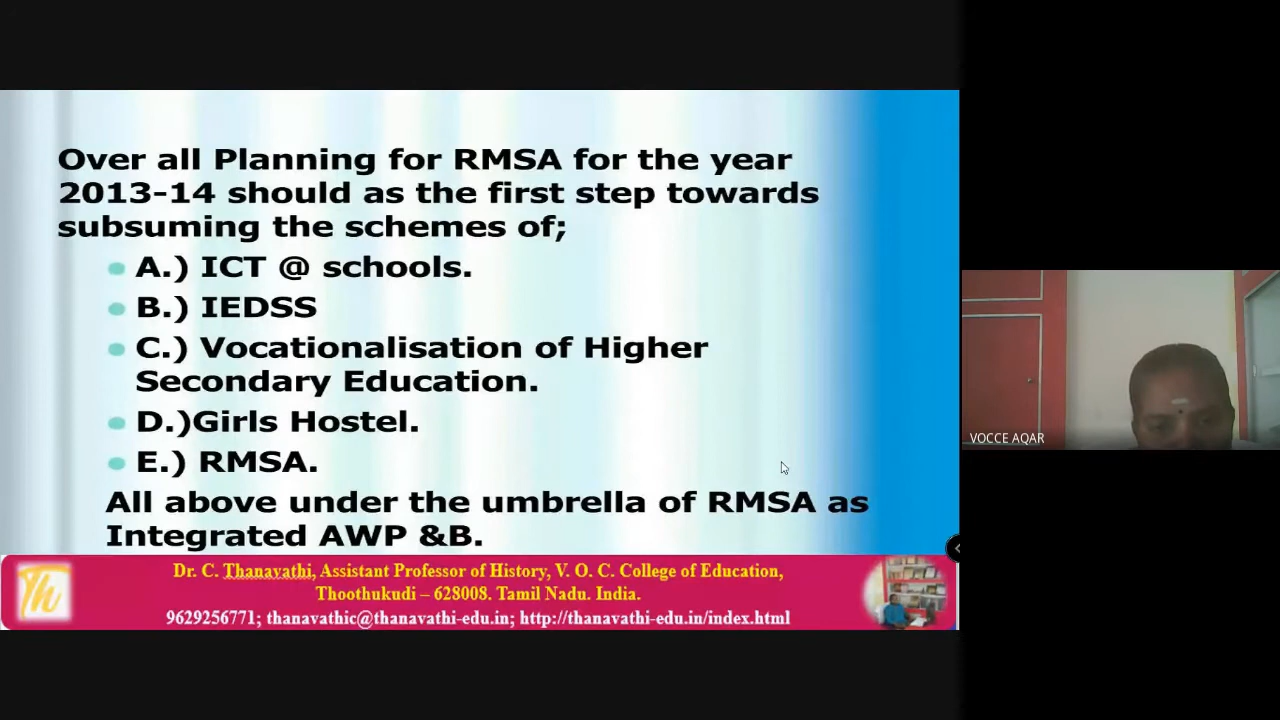 Over all Planning for RMSA for the year
2013-14 should as the first step towards
subsuming the schemes of;
A.) ICT @ schools.
B.) IEDSS
C.) Vocationalisation of Higher
Secondary Education.
D.)Girls Hostel.
E.) RMSA.
All above under the umbrella of RMSA as
Integrated AWP &B.
Th
Dr. C. Thanavathi, Assistant Professor of History, V. O. C. College of Education,
Thoothukudi – 628008. Tamil Nadu. India.
9629256771; thanavathic@thanavathi-edu.in; http://thanavathi-edu.in/index.html
VOCCE AQAR